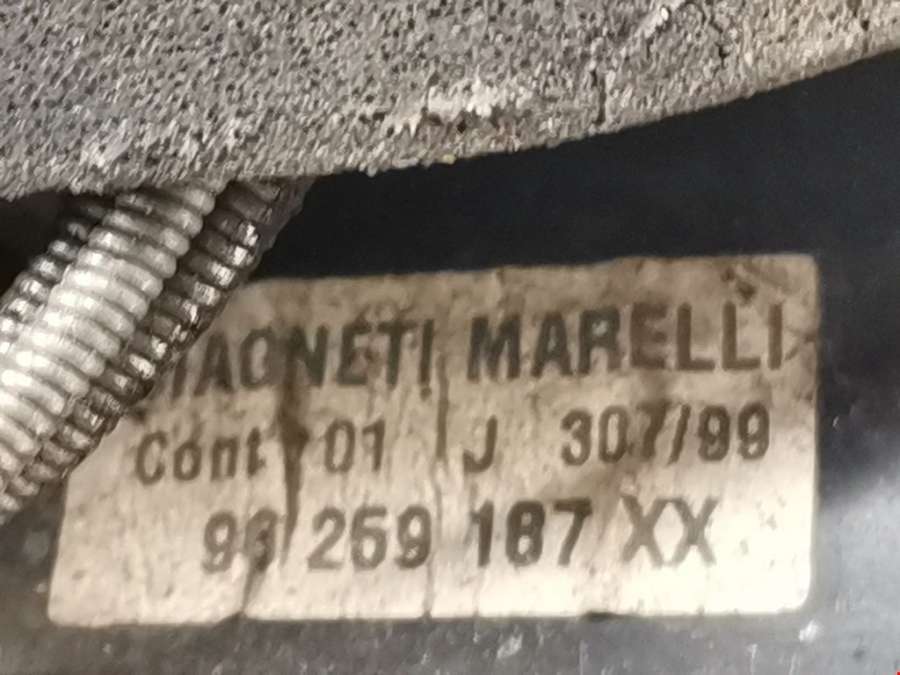 MAGNETI MARELLI
Cont 01 J 307/99
96 259 187 XX